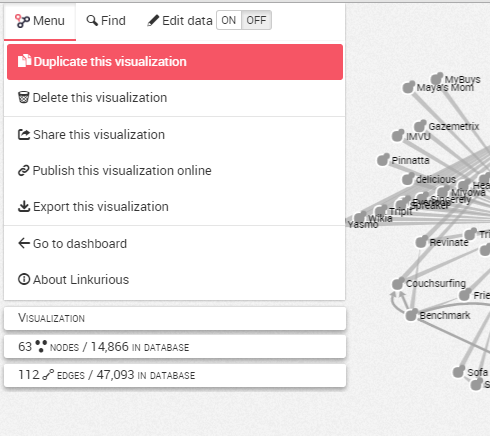 Menu Find Edit data ON OFF
Duplicate this visualization
Delete this visualization
Share this visualization
Publish this visualization online
Export this visualization
Go to dashboard
About Linkurious
VISUALIZATION
63 NODES / 14,866 IN DATABASE
112 EDGES / 47,093 IN DATABASE
MyBuys
Maya's Mom
Gazemetrix
IMVU
Pinnatta
delicious
Hea
Miyowa
Tripit
Wikia
Yasmo
Tri
Revinate
Couchsurfing
Frie
Benchmark
Sofa
S